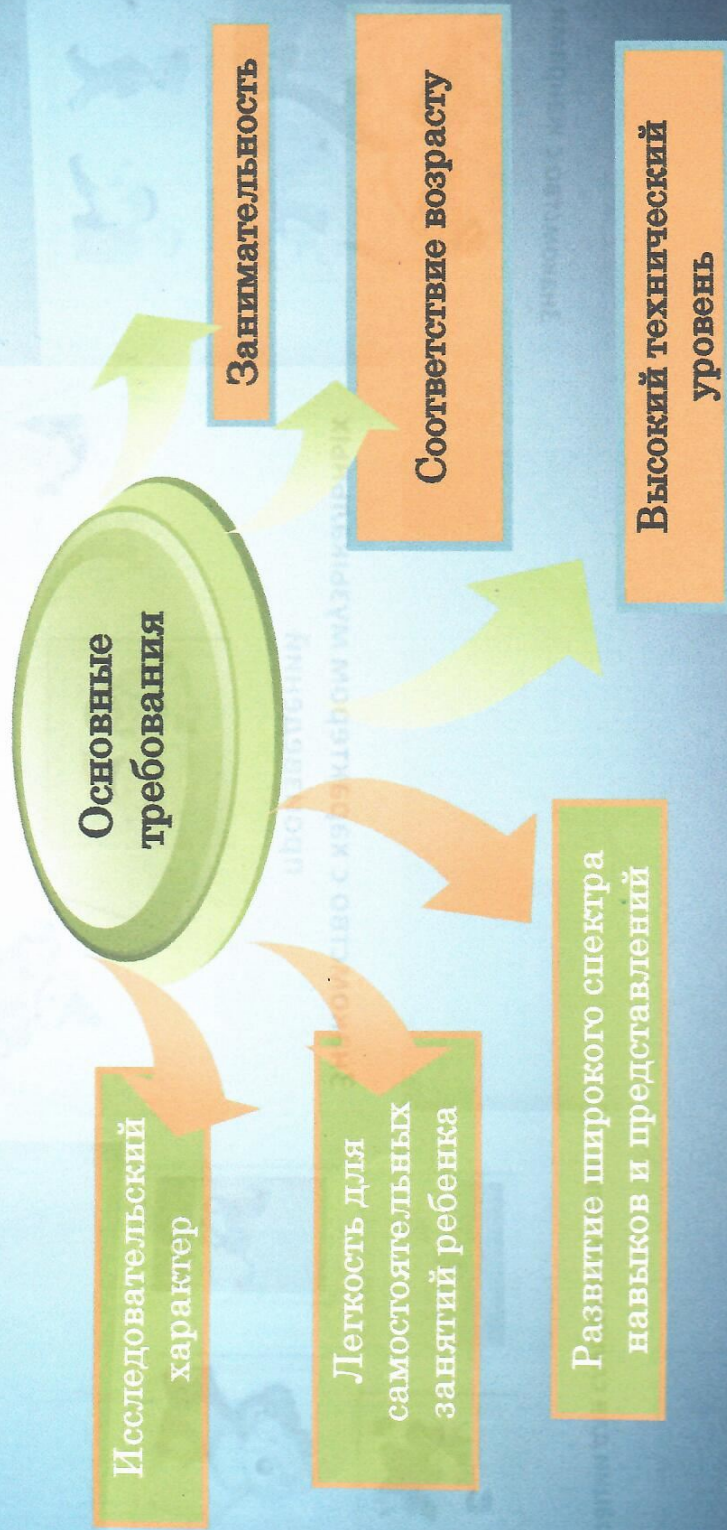 Основные
требования
Исследовательский
характер
Легкость для
самостоятельных
занятий ребенка
Развитие широкого спектра
навыков и представлений
Занимательность
Соответствие возрасту
Высокий технический
уровень